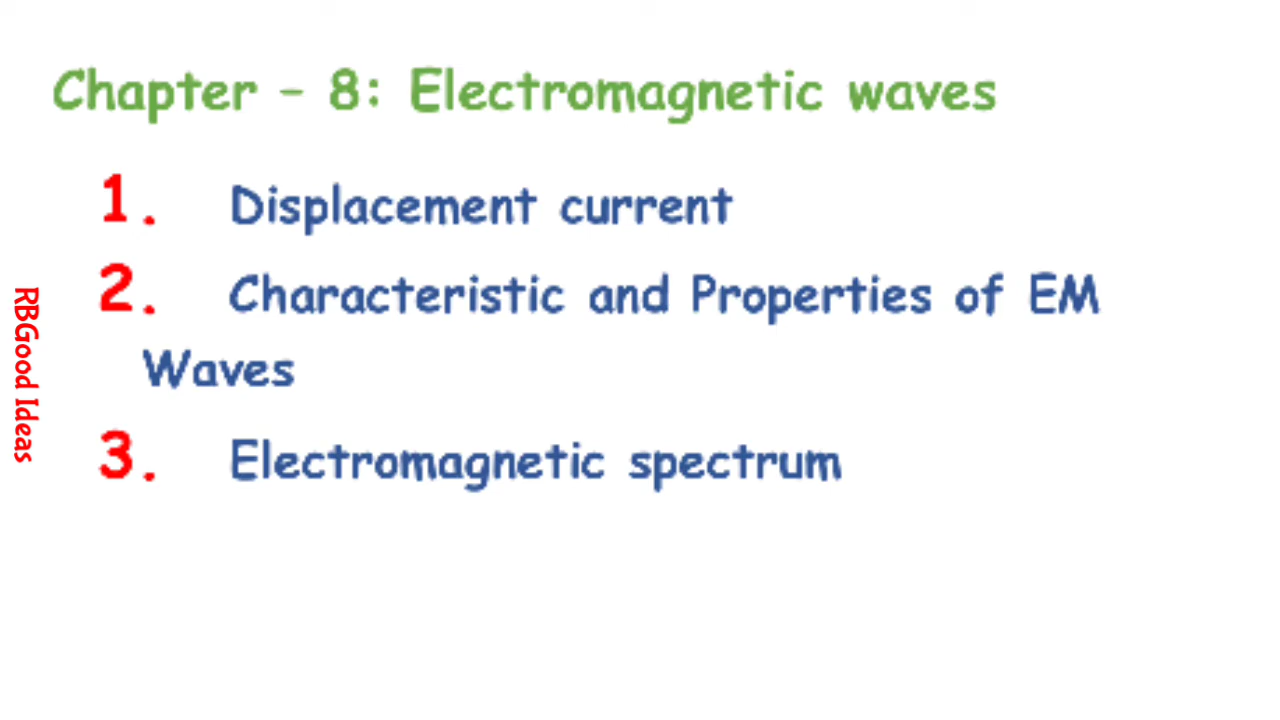 Chapter – 8: Electromagnetic waves
1. Displacement current
2. Characteristic and Properties of EM
Waves
3. Electromagnetic spectrum
RBGood Ideas